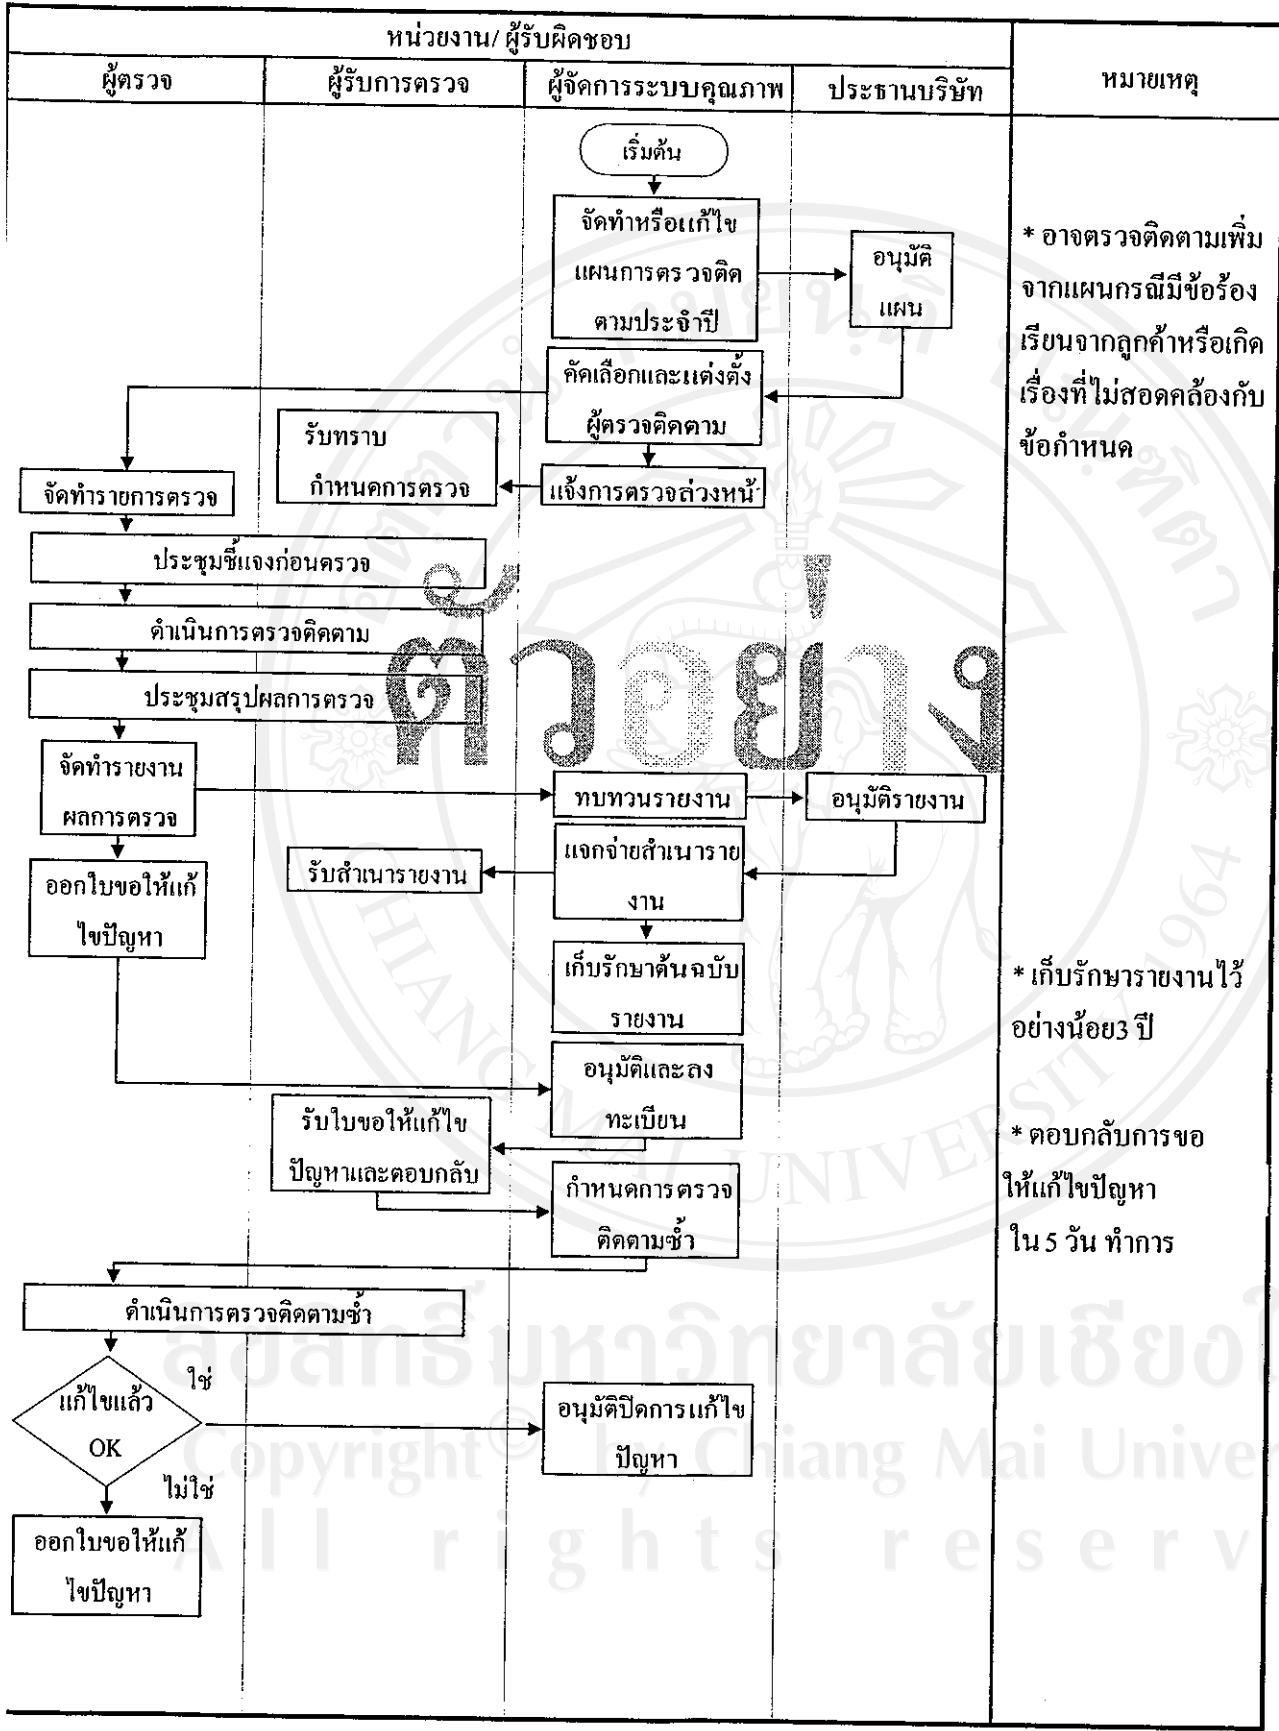 หน่วยงาน/ ผู้รับผิดชอบ
ผู้ตรวจ
ผู้รับการตรวจ
ผู้จัดการระบบคุณภาพ
ประธานบริษัท
หมายเหตุ
เริ่มต้น
จัดทำหรือแก้ไข
แผนการตรวจติด
ตามประจำปี
อนุมัติ
แผน
* อาจตรวจติดตามเพิ่ม
จากแผนกรณีมีข้อร้อง
เรียนจากลูกค้าหรือเกิด
เรื่องที่ไม่สอดคล้องกับ
ข้อกำหนด
คัดเลือกและแต่งตั้ง
ผู้ตรวจติดตาม
รับทราบ
กำหนดการตรวจ
แจ้งการตรวจล่วงหน้า
จัดทำรายการตรวจ
ประชุมชี้แจงก่อนตรวจ
ดำเนินการตรวจติดตาม
ประชุมสรุปผลการตรวจ
ตัวอย่าง
จัดทำรายงาน
ผลการตรวจ
ทบทวนรายงาน
อนุมัติรายงาน
แจกจ่ายสำเนาราย
งาน
รับสำเนารายงาน
ออกใบขอให้แก้
ไขปัญหา
เก็บรักษาต้นฉบับ
รายงาน
* เก็บรักษารายงานไว้
อย่างน้อย3 ปี
อนุมัติและลง
ทะเบียน
รับใบขอให้แก้ไข
ปัญหาและตอบกลับ
* ตอบกลับการขอ
ให้แก้ไขปัญหา
ใน 5 วัน ทำการ
กำหนดการตรวจ
ติดตามซ้ำ
ดำเนินการตรวจติดตามซ้ำ
แก้ไขแล้ว
OK
ใช่
อนุมัติปิดการแก้ไข
ปัญหา
ไม่ใช่
ออกใบขอให้แก้
ไขปัญหา
CHIANG MAI UNIVERSITY 1964
ลิขสิทธิ์มหาวิทยาลัยเชียงให
Copyright© by Chiang Mai Unive
All rights reserv